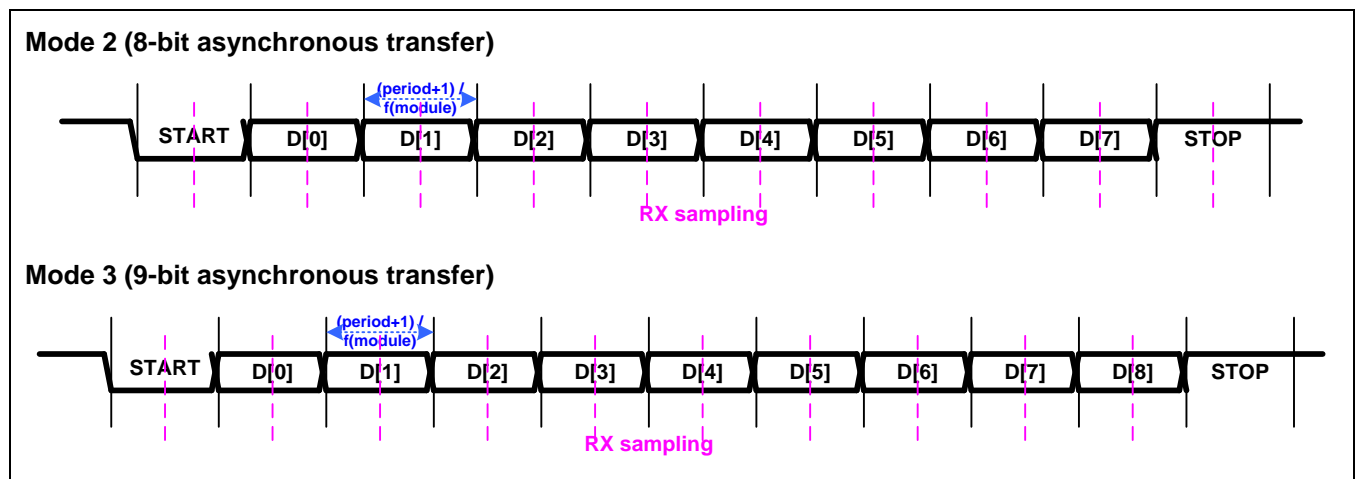 Mode 2 (8-bit asynchronous transfer)
(period+1) /
f(module)
START D[0] D[1] D[2] D[3] D[4] D[5] D[6] D[7] STOP
RX sampling
Mode 3 (9-bit asynchronous transfer)
(period+1) /
f(module)
START D[0] D[1] D[2] D[3] D[4] D[5] D[6] D[7] D[8] STOP
RX sampling